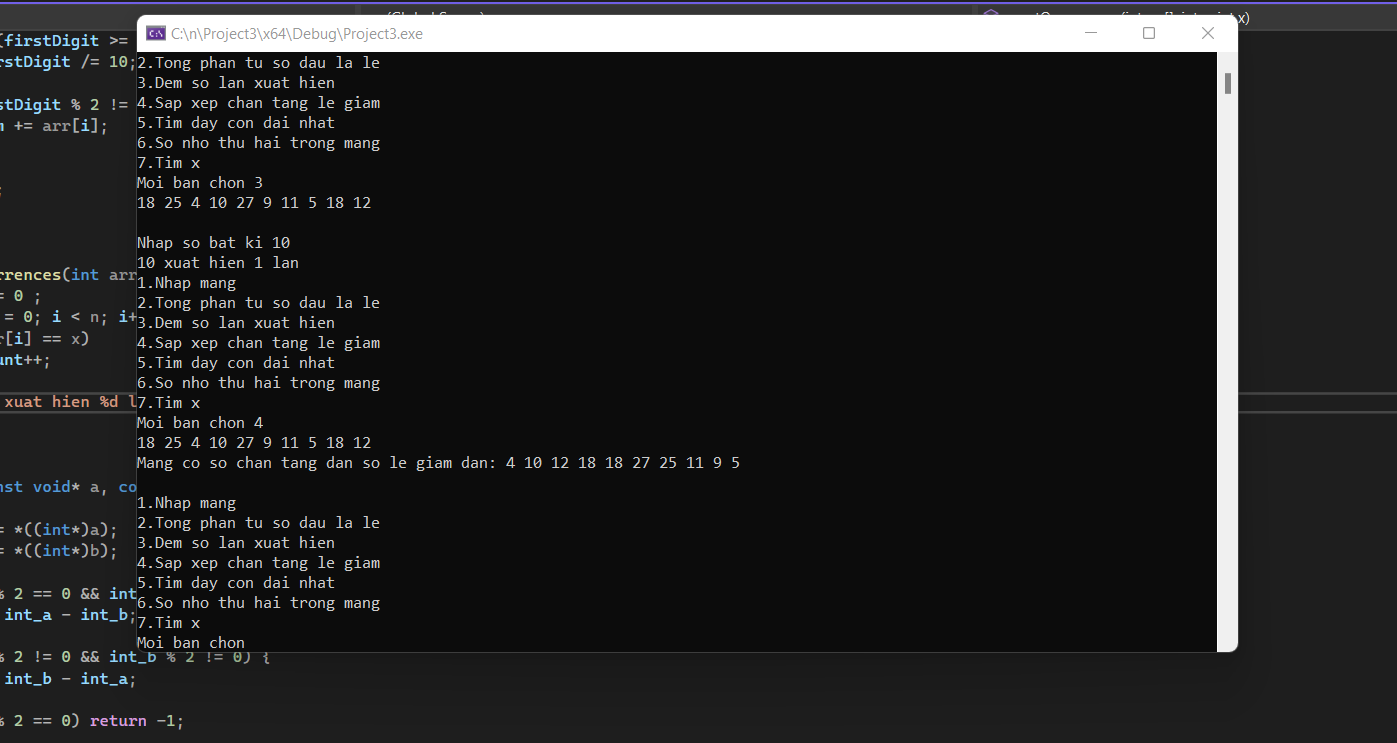 C:\n\Project3\x64\Debug\Project3.exe
2.Tong phan tu so dau la le
3.Dem so lan xuat hien
4.Sap xep chan tang le giam
5.Tim day con dai nhat
6.So nho thu hai trong mang
7.Tim x
Moi ban chon 3
18 25 4 10 27 9 11 5 18 12
Nhap so bat ki 10
10 xuat hien 1 lan
1.Nhap mang
2.Tong phan tu so dau la le
3.Dem so lan xuat hien
4.Sap xep chan tang le giam
5.Tim day con dai nhat
6.So nho thu hai trong mang
7.Tim x
Moi ban chon 4
18 25 4 10 27 9 11 5 18 12
Mang co so chan tang dan so le giam dan: 4 10 12 18 18 27 25 11 9 5
1.Nhap mang
2.Tong phan tu so dau la le
3.Dem so lan xuat hien
4.Sap xep chan tang le giam
5.Tim day con dai nhat
6.So nho thu hai trong mang
7.Tim x
Moi ban chon
(firstDigit >=
rstDigit /= 10;
stDigit % 2 !=
+= arr[i];
;
rrences(int arr
= 0 ;
= 0; i < n; i+
r[i] == x)
unt++;
xuat hien %d l
nst void* a, co
= *((int*)a);
= *((int*)b);
% 2 == 0 && int
int_a - int_b;
% 2 != 0 && int_b % 2 != 0) {
int_b - int_a;
% 2 == 0) return -1;